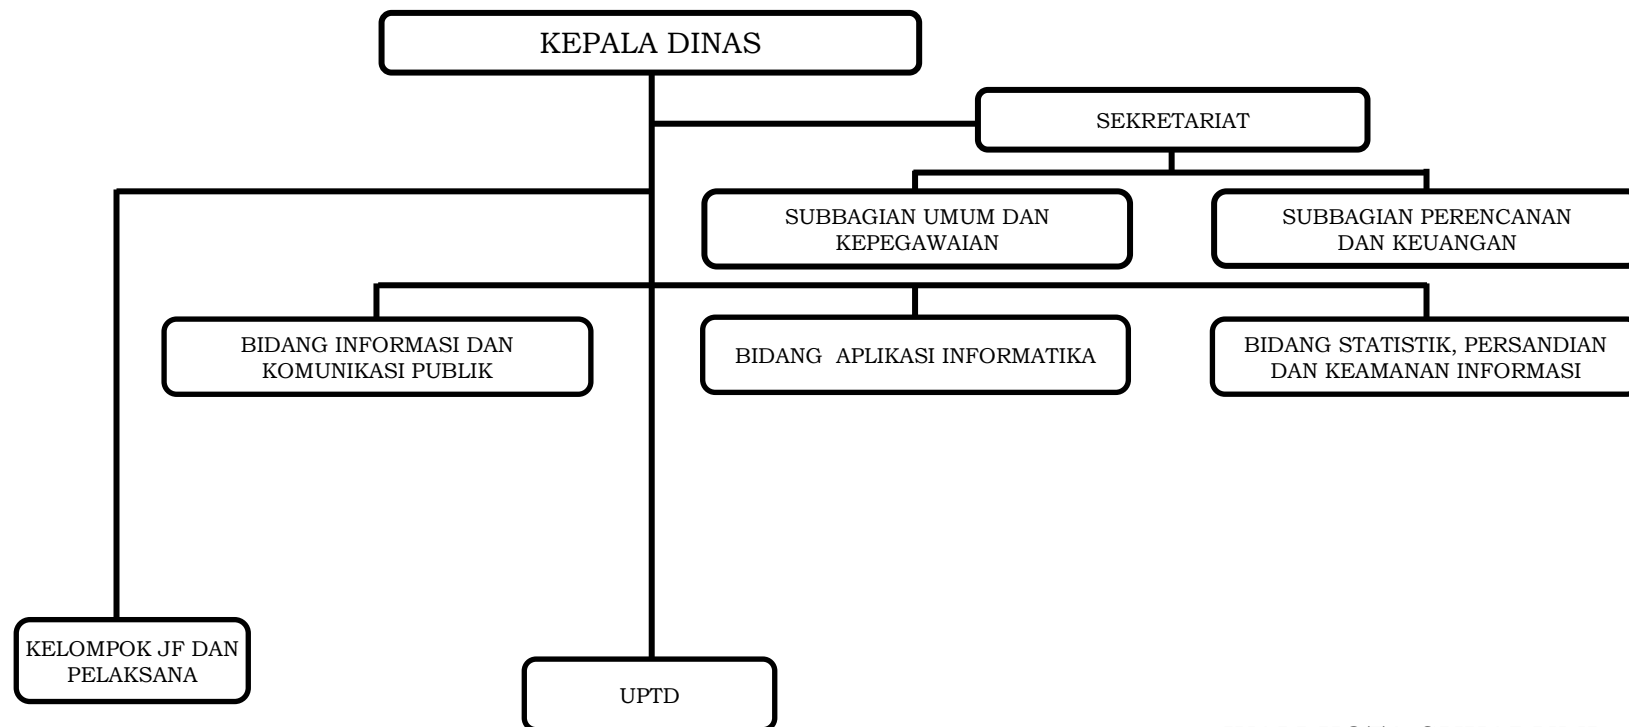 KEPALA DINAS
SEKRETARIAT
SUBBAGIAN UMUM DAN
KEPEGAWAIAN
SUBBAGIAN PERENCANAN
DAN KEUANGAN
BIDANG INFORMASI DAN
KOMUNIKASI PUBLIK
BIDANG APLIKASI INFORMATIKA
BIDANG STATISTIK, PERSANDIAN
DAN KEAMANAN INFORMASI
KELOMPOK JF DAN
PELAKSANA
UPTD